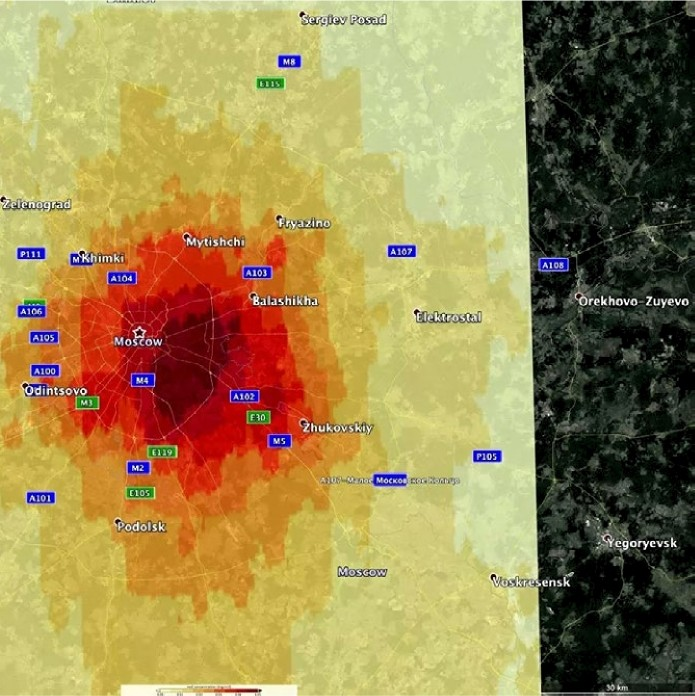 Sergiev Posad
M8
E115
Zelenograd
Fryazino
Mytishchi
P111
Khimki
A107
A108
A104
A103
Balashikha
Orekhovo-Zuyevo
A106
Elektrostal
Moscow
A105
A100
M4
Odintsovo
A102
M3
E30
Zhukovskiy
M5
E119
P105
M2
Московское Кольцо
E105
A101
Podolsk
Yegoryevsk
Moscow
Voskresensk
30 km